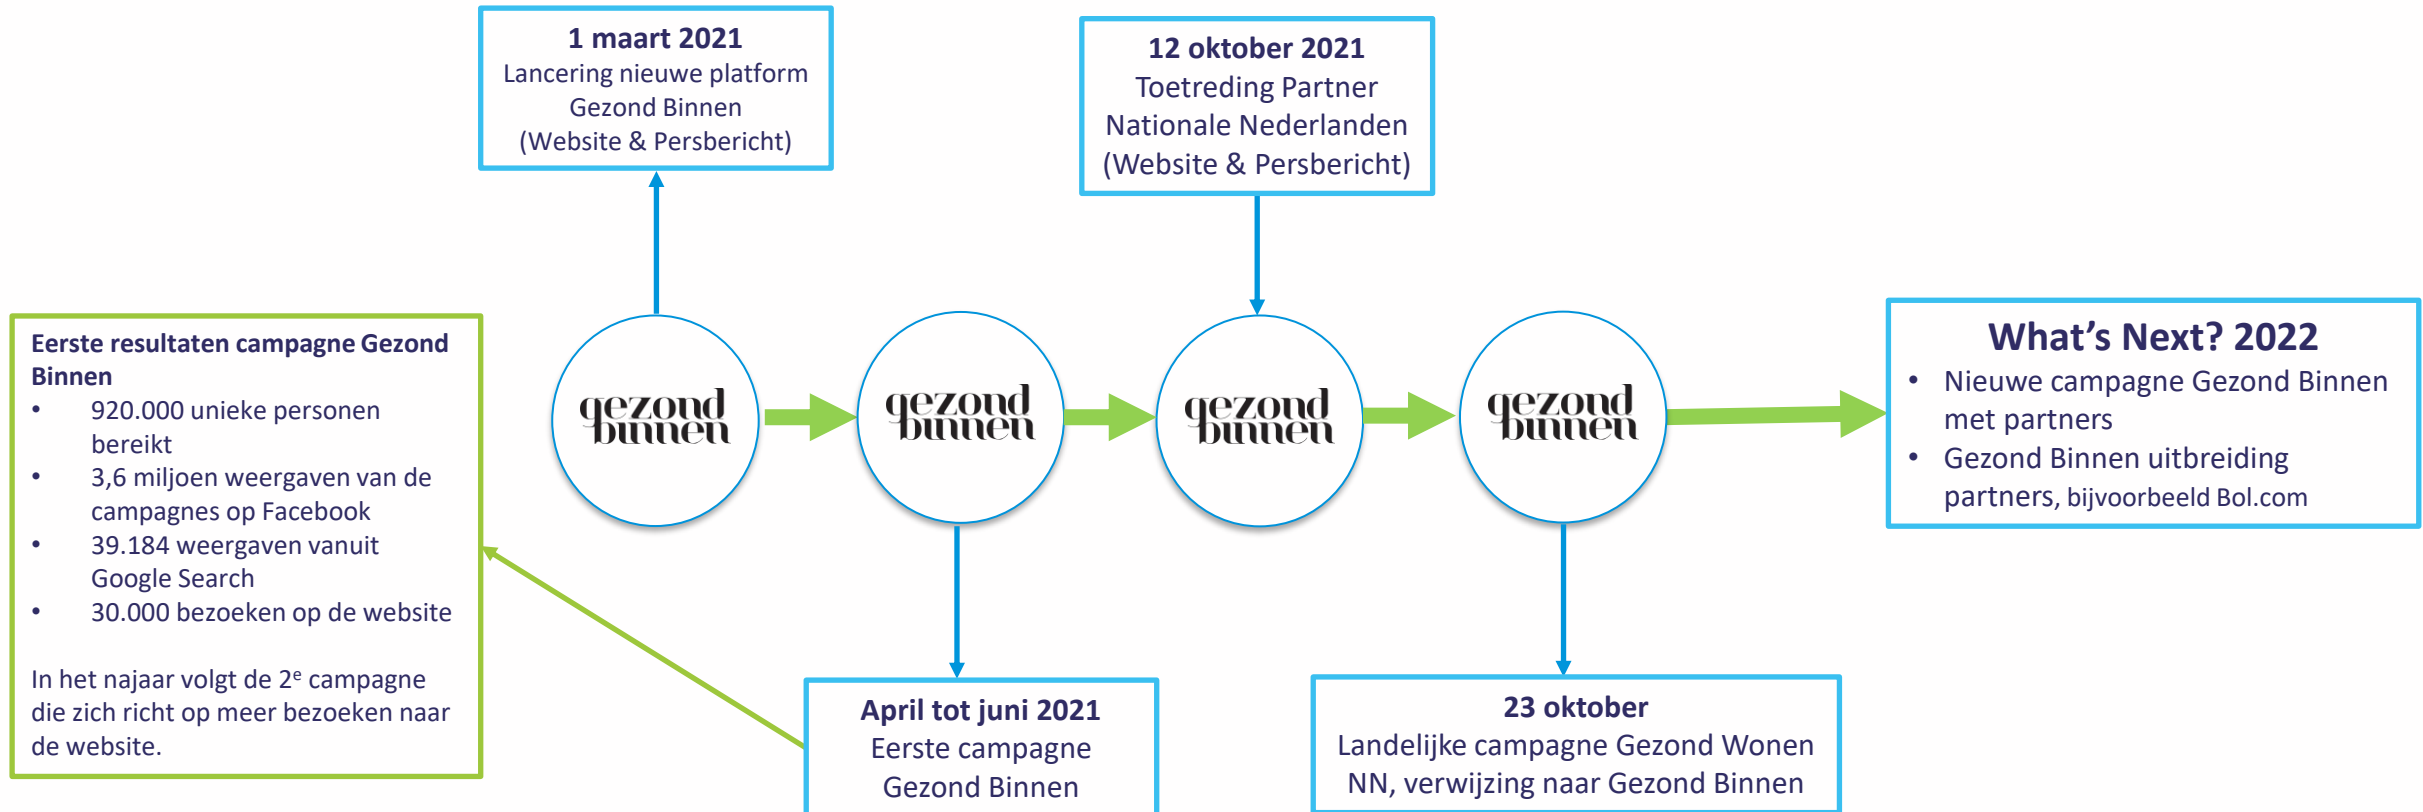 1 maart 2021
Lancering nieuwe platform
Gezond Binnen
(Website & Persbericht)
12 oktober 2021
Toetreding Partner
Nationale Nederlanden
(Website & Persbericht)
Eerste resultaten campagne Gezond
Binnen
• 920.000 unieke personen
bereikt
• 3,6 miljoen weergaven van de
campagnes op Facebook
• 39.184 weergaven vanuit
Google Search
• 30.000 bezoeken op de website
In het najaar volgt de 2e campagne
die zich richt op meer bezoeken naar
de website.
gezond
binnen
gezond
binnen
gezond
binnen
gezond
binnen
What's Next? 2022
• Nieuwe campagne Gezond Binnen
met partners
• Gezond Binnen uitbreiding
partners, bijvoorbeeld Bol.com
April tot juni 2021
Eerste campagne
Gezond Binnen
23 oktober
Landelijke campagne Gezond Wonen
NN, verwijzing naar Gezond Binnen